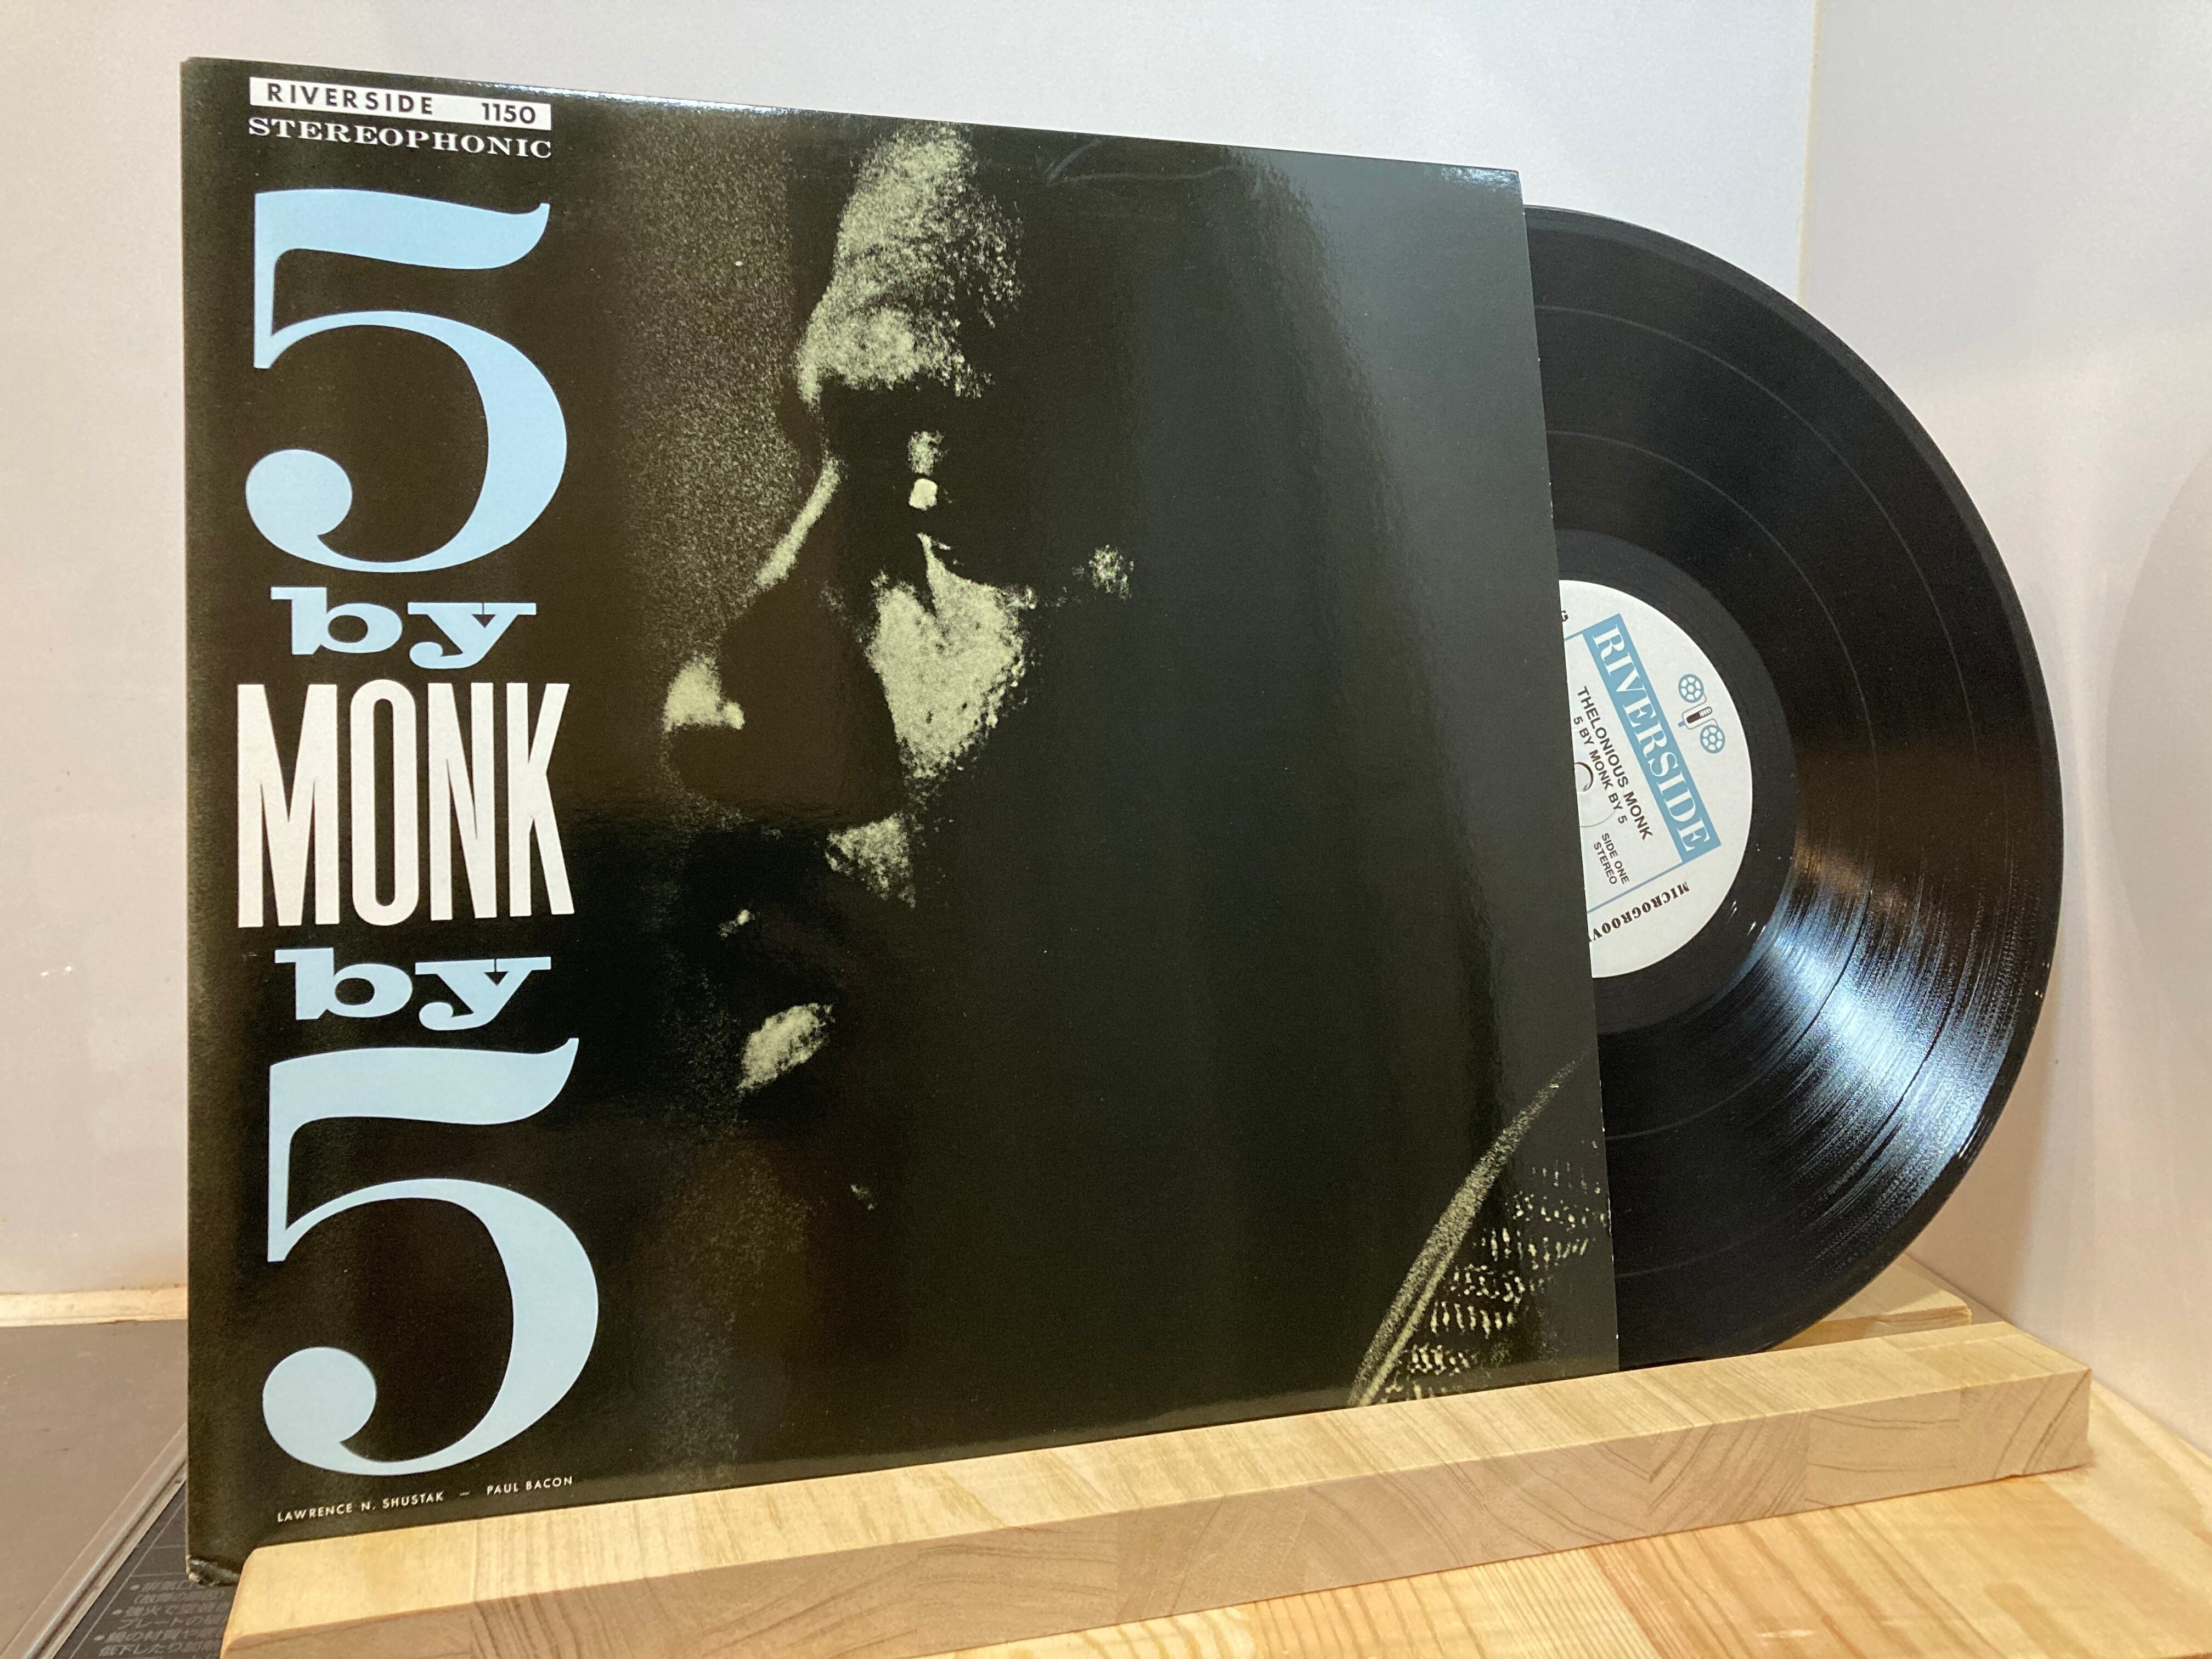 RIVERSIDE 1150
STEREOPHONIC
5
by
MONK
by
5
LAWRENCE N. SHUSTAK — PAUL BACON
RIVERSIDE
THELONIOUS MONK
5 BY MONK BY 5
SIDE ONE
STEREO